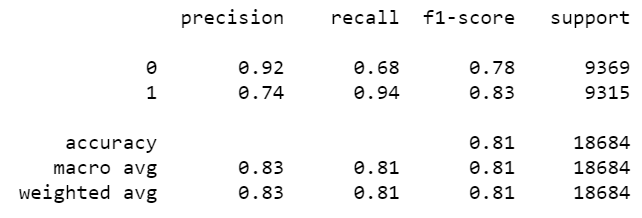 precision recall f1-score support
0 0.92 0.68 0.78 9369
1 0.74 0.94 0.83 9315
accuracy 0.81 18684
macro avg 0.83 0.81 0.81 18684
weighted avg 0.83 0.81 0.81 18684